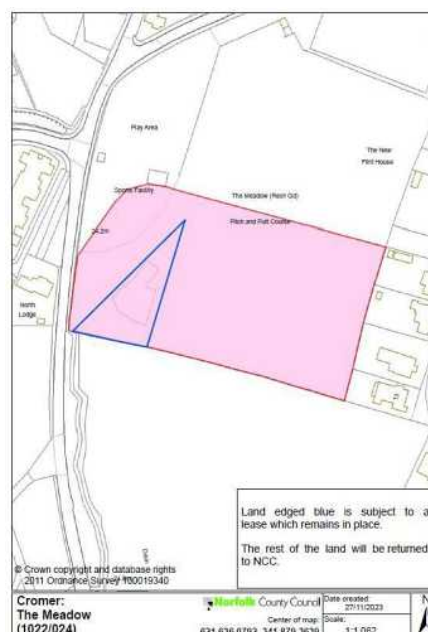 Play Area
The New
Flint House
Sports Facility
The Meadow (Recn Gd)
Pitch and Putt Course
24.2m
North
Lodge
Land edged blue is subject to a
lease which remains in place.
The rest of the land will be returned
to NCC.
© Crown copyright and database rights
2011 Ordnance Survey 100019340
Cromer:
The Meadow
(1022/024)
Norfolk County Council
Center of map:
Date created:
27/11/2023
Scale:
1:1,062
N